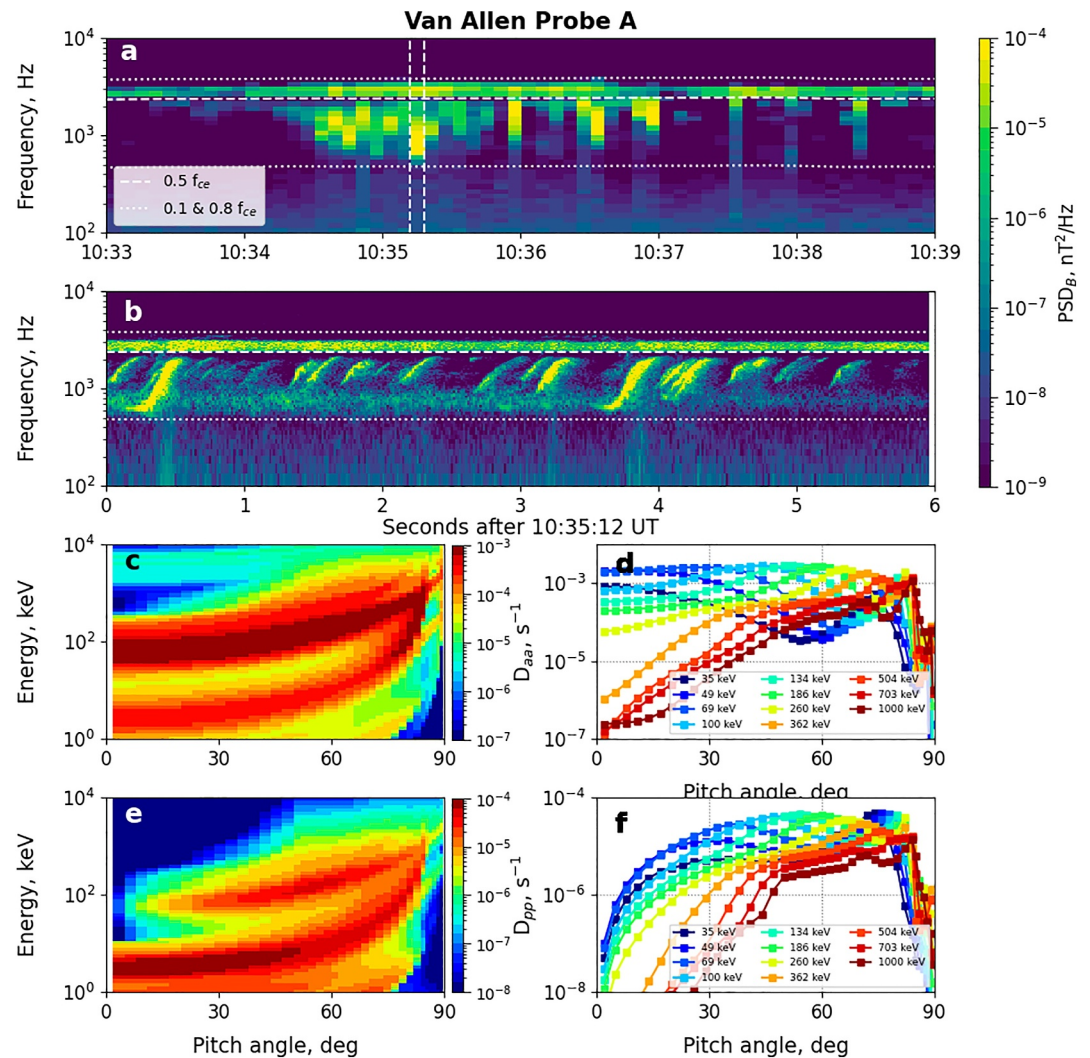 Van Allen Probe A
a
10⁴
10³
10²
Frequency, Hz
0.5 f_ce
0.1 & 0.8 f_ce
10:33 10:34 10:35 10:36 10:37 10:38 10:39
10⁻⁴
10⁻⁵
10⁻⁶
10⁻⁷
10⁻⁸
10⁻⁹
PSD_B, nT²/Hz
b
10⁴
10³
10²
Frequency, Hz
0 1 2 3 4 5 6
Seconds after 10:35:12 UT
c
10⁴
10²
10⁰
Energy, keV
0 30 60 90
10⁻³
10⁻⁴
10⁻⁵
10⁻⁶
10⁻⁷
D_aa, s⁻¹
d
10⁻³
10⁻⁵
10⁻⁷
35 keV 134 keV 504 keV
49 keV 186 keV 703 keV
69 keV 260 keV 1000 keV
100 keV 362 keV
0 30 60 90
Pitch angle, deg
e
10⁴
10²
10⁰
Energy, keV
0 30 60 90
Pitch angle, deg
10⁻⁴
10⁻⁵
10⁻⁶
10⁻⁷
10⁻⁸
D_pp, s⁻¹
f
10⁻⁴
10⁻⁶
10⁻⁸
35 keV 134 keV 504 keV
49 keV 186 keV 703 keV
69 keV 260 keV 1000 keV
100 keV 362 keV
0 30 60 90
Pitch angle, deg